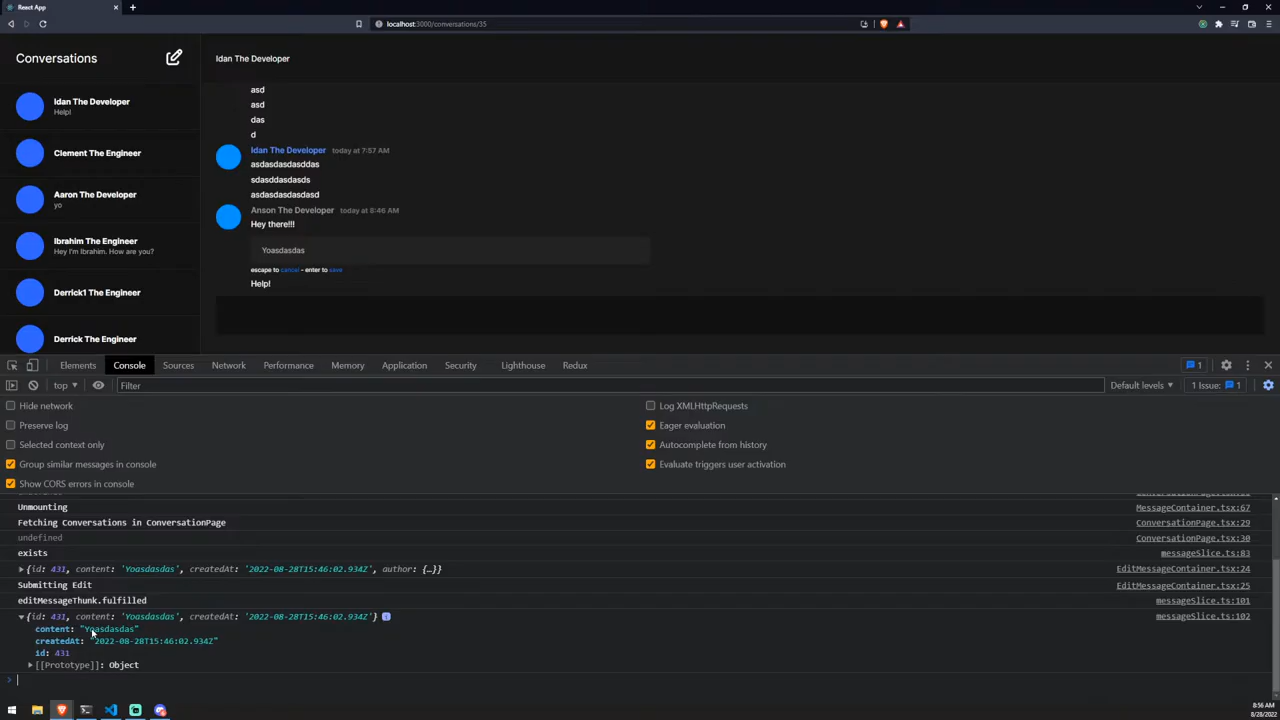 React App
localhost:3000/conversations/35
Conversations
Idan The Developer
Help!
Clement The Engineer
Aaron The Developer
yo
Ibrahim The Engineer
Hey I'm Ibrahim. How are you?
Derrick1 The Engineer
Derrick The Engineer
Idan The Developer
asd
asd
das
d
Idan The Developer today at 7:57 AM
asdasdasdasddas
sdasddasdasds
asdasdasdasdasd
Anson The Developer today at 8:46 AM
Hey there!!!
Yoasdasdas
escape to cancel - enter to save
Help!
Elements Console Sources Network Performance Memory Application Security Lighthouse Redux 1
top Filter Default levels 1 Issue: 1
Hide network Log XMLHttpRequests
Preserve log Eager evaluation
Selected context only Autocomplete from history
Group similar messages in console Evaluate triggers user activation
Show CORS errors in console
Unmounting MessageContainer.tsx:67
Fetching Conversations in ConversationPage ConversationPage.tsx:29
undefined ConversationPage.tsx:30
exists messageSlice.ts:83
{id: 431, content: 'Yoasdasdas', createdAt: '2022-08-28T15:46:02.934Z', author: {…}} EditMessageContainer.tsx:24
Submitting Edit EditMessageContainer.tsx:25
editMessageThunk.fulfilled messageSlice.ts:101
{id: 431, content: 'Yoasdasdas', createdAt: '2022-08-28T15:46:02.934Z'} messageSlice.ts:102
content: "Yoasdasdas"
createdAt: "2022-08-28T15:46:02.934Z"
id: 431
[[Prototype]]: Object
8:56 AM
8/28/2022